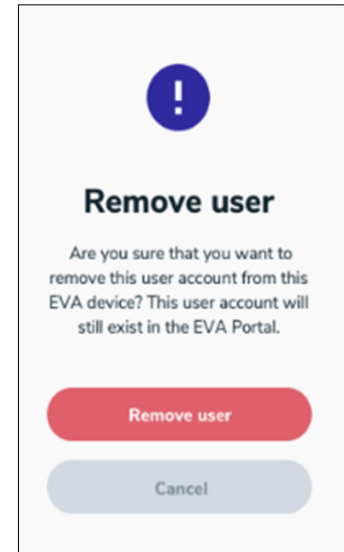 !
Remove user
Are you sure that you want to
remove this user account from this
EVA device? This user account will
still exist in the EVA Portal.
Remove user
Cancel